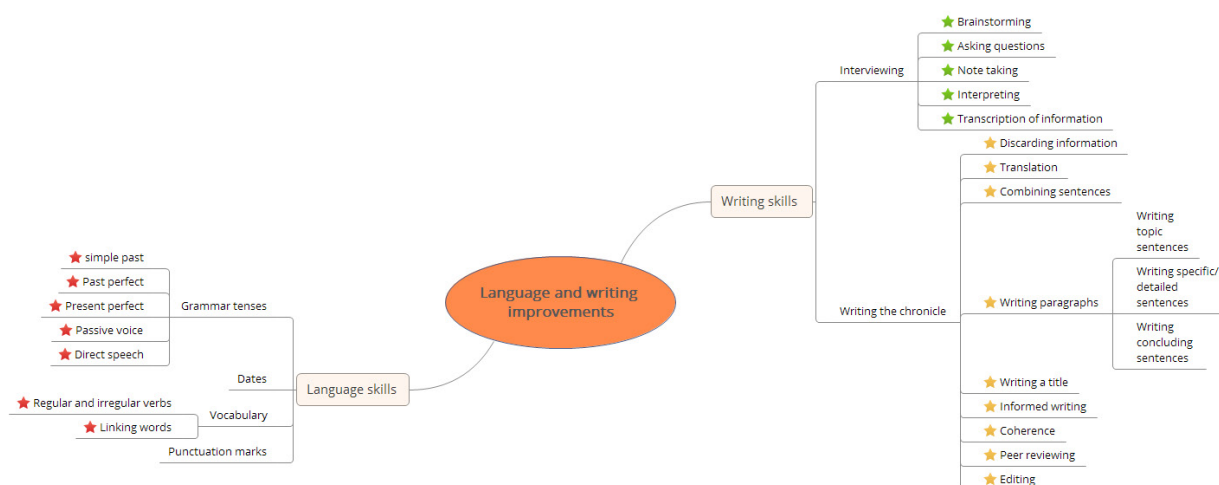 Language and writing
improvements
Writing skills
Interviewing
Brainstorming
Asking questions
Note taking
Interpreting
Transcription of information
Writing the chronicle
Discarding information
Translation
Combining sentences
Writing paragraphs
Writing
topic
sentences
Writing specific/
detailed
sentences
Writing
concluding
sentences
Writing a title
Informed writing
Coherence
Peer reviewing
Editing
Language skills
Grammar tenses
simple past
Past perfect
Present perfect
Passive voice
Direct speech
Dates
Vocabulary
Regular and irregular verbs
Linking words
Punctuation marks